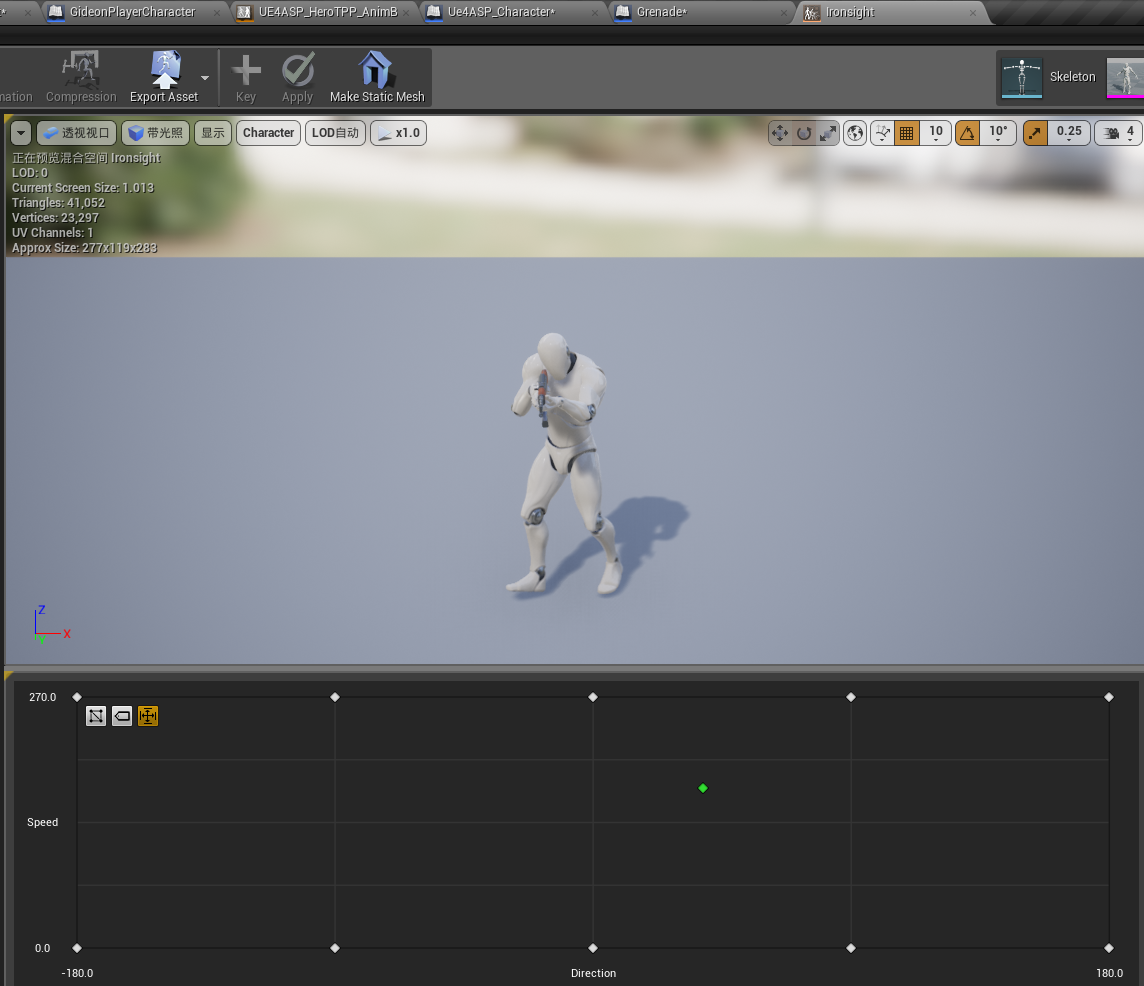 GideonPlayerCharacter
UE4ASP_HeroTPP_AnimB
Ue4ASP_Character*
Grenade*
Ironsight
mation
Compression
Export Asset
Key
Apply
Make Static Mesh
Skeleton
透视视口
带光照
显示
Character
LOD自动
x1.0
10
10°
0.25
4
正在预览混合空间 Ironsight
LOD: 0
Current Screen Size: 1.013
Triangles: 41,052
Vertices: 23,297
UV Channels: 1
Approx Size: 277x119x283
Z
X
Y
270.0
Speed
0.0
-180.0
Direction
180.0